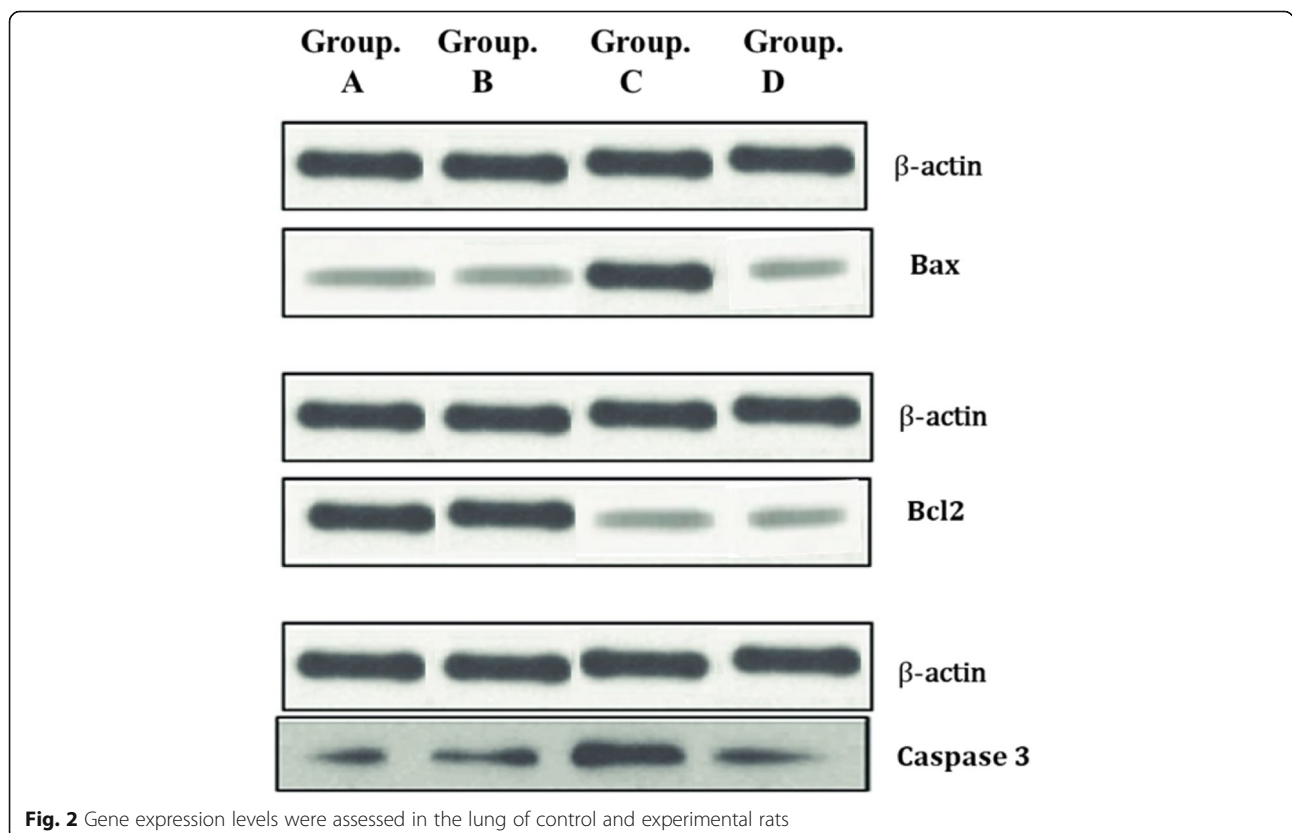 Group. Group. Group. Group.
A B C D
β-actin
Bax
β-actin
Bcl2
β-actin
Caspase 3
Fig. 2 Gene expression levels were assessed in the lung of control and experimental rats